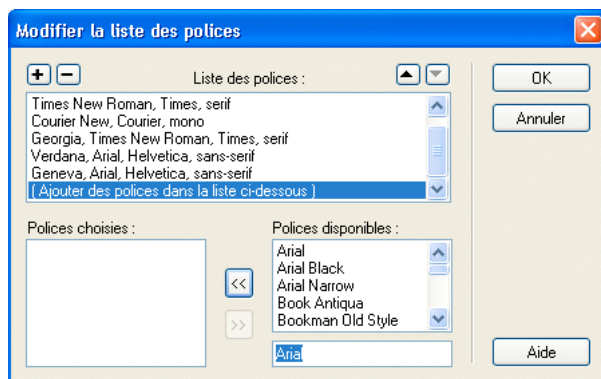 Modifier la liste des polices
Liste des polices :
Times New Roman, Times, serif
Courier New, Courier, mono
Georgia, Times New Roman, Times, serif
Verdana, Arial, Helvetica, sans-serif
Geneva, Arial, Helvetica, sans-serif
( Ajouter des polices dans la liste ci-dessous )
OK
Annuler
Polices choisies :
<<
>>
Polices disponibles :
Arial
Arial Black
Arial Narrow
Book Antiqua
Bookman Old Style
Arial
Aide